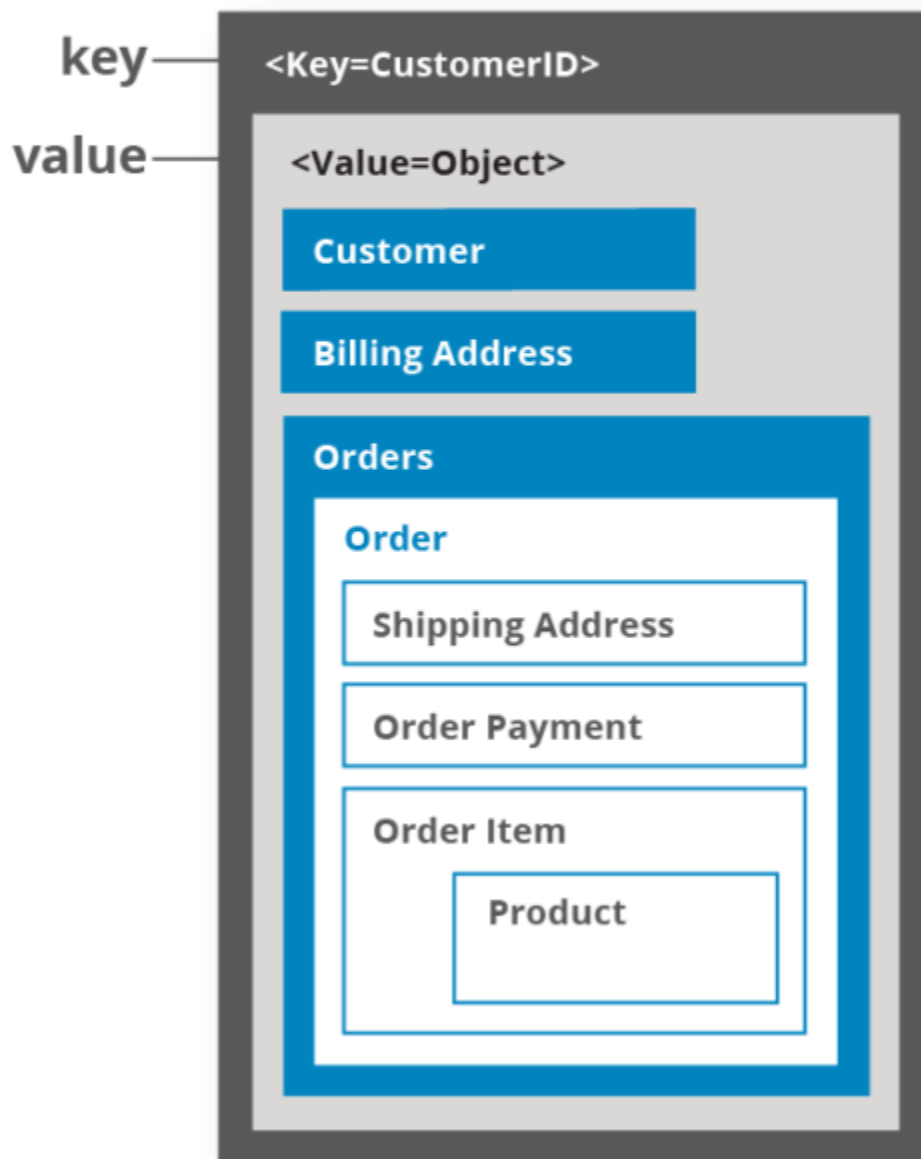 key
<Key=CustomerID>
value
<Value=Object>
Customer
Billing Address
Orders
Order
Shipping Address
Order Payment
Order Item
Product